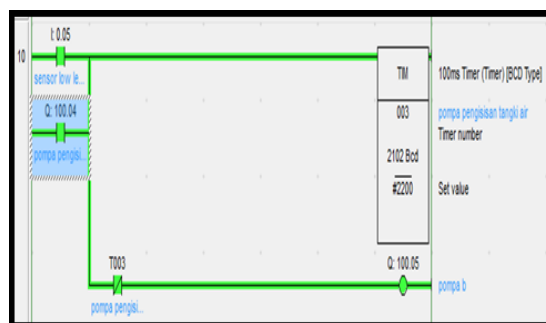 I: 0.05
10
sensor low le...
TIM
100ms Timer (Timer) [BCD Type]
Q: 100.04
003
pompa pengisisan tangki air
Timer number
pompa pengisi...
2102 Bcd
#2200
Set value
T003
Q: 100.05
pompa b
pompa pengisi...